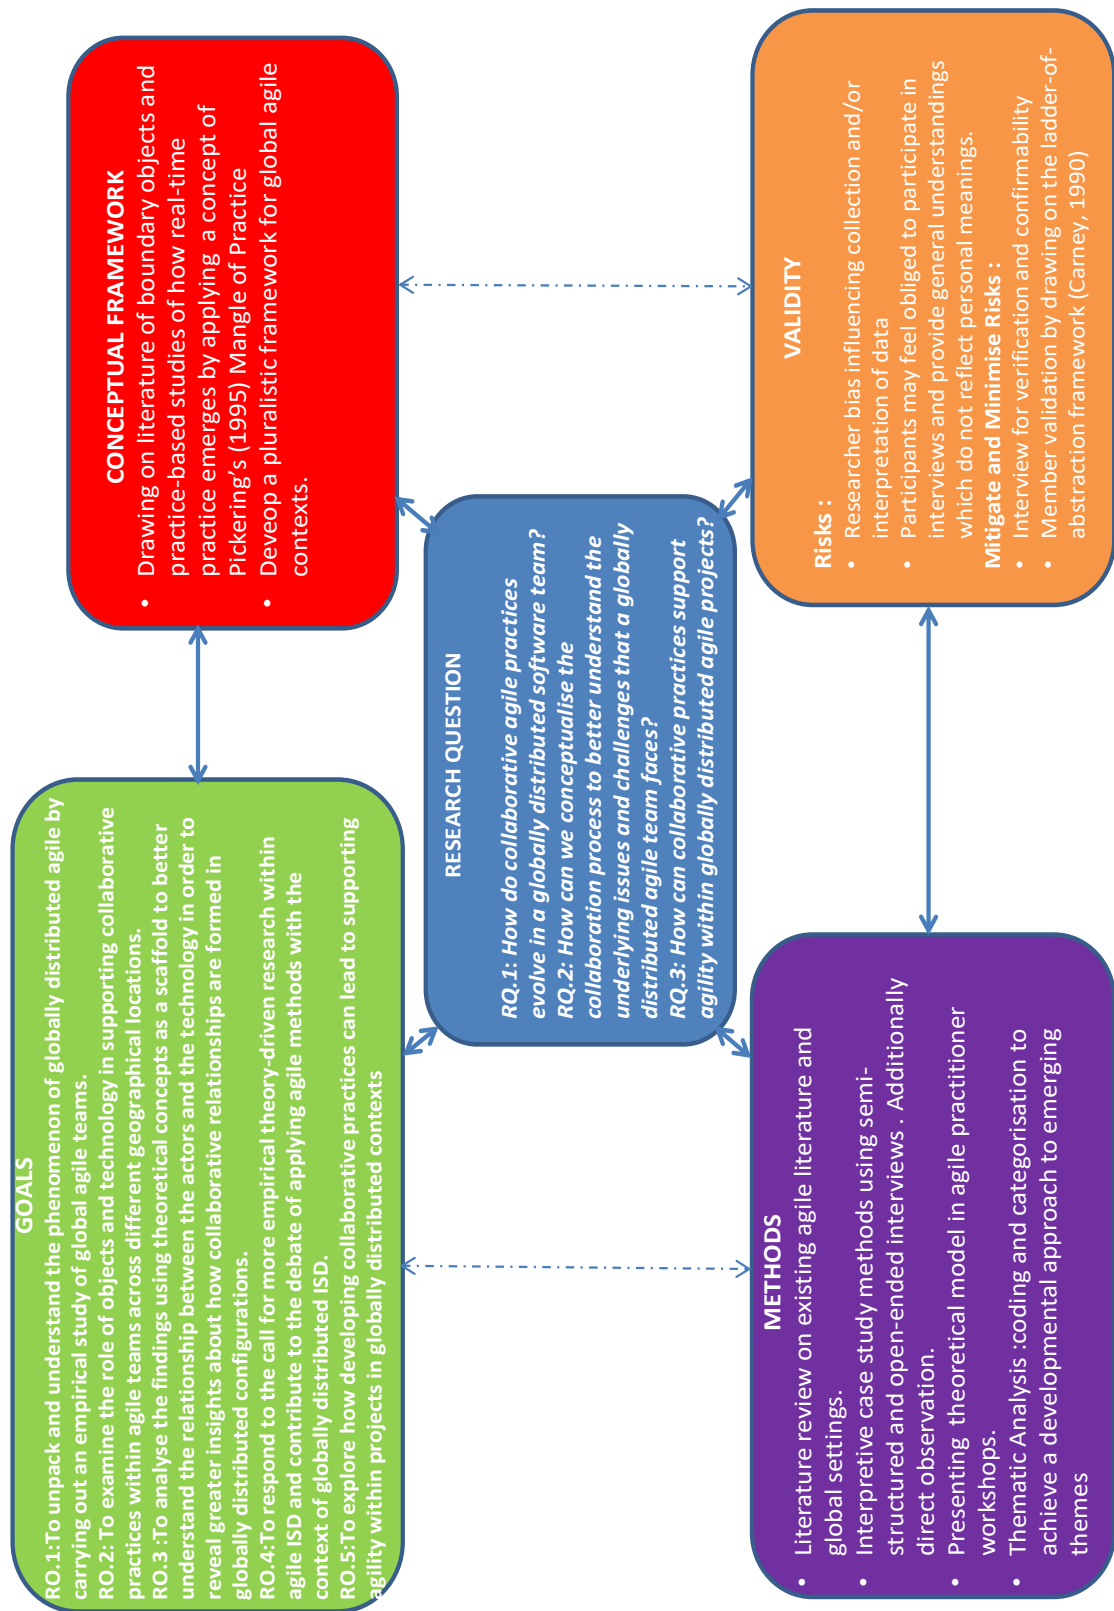 GOALS
RO.1:To unpack and understand the phenomenon of globally distributed agile by
carrying out an empirical study of global agile teams.
RO.2: To examine the role of objects and technology in supporting collaborative
practices within agile teams across different geographical locations.
RO.3 :To analyse the findings using theoretical concepts as a scaffold to better
understand the relationship between the actors and the technology in order to
reveal greater insights about how collaborative relationships are formed in
globally distributed configurations.
RO.4:To respond to the call for more empirical theory-driven research within
agile ISD and contribute to the debate of applying agile methods with the
context of globally distributed ISD.
RO.5:To explore how developing collaborative practices can lead to supporting
agility within projects in globally distributed contexts
CONCEPTUAL FRAMEWORK
• Drawing on literature of boundary objects and
practice-based studies of how real-time
practice emerges by applying a concept of
Pickering's (1995) Mangle of Practice
• Deveop a pluralistic framework for global agile
contexts.
RESEARCH QUESTION
RQ.1: How do collaborative agile practices
evolve in a globally distributed software team?
RQ.2: How can we conceptualise the
collaboration process to better understand the
underlying issues and challenges that a globally
distributed agile team faces?
RQ.3: How can collaborative practices support
agility within globally distributed agile projects?
METHODS
• Literature review on existing agile literature and
global settings.
• Interpretive case study methods using semi-
structured and open-ended interviews . Additionally
direct observation.
• Presenting theoretical model in agile practitioner
workshops.
• Thematic Analysis :coding and categorisation to
achieve a developmental approach to emerging
themes
VALIDITY
Risks :
• Researcher bias influencing collection and/or
interpretation of data
• Participants may feel obliged to participate in
interviews and provide general understandings
which do not reflect personal meanings.
Mitigate and Minimise Risks :
• Interview for verification and confirmability
• Member validation by drawing on the ladder-of-
abstraction framework (Carney, 1990)